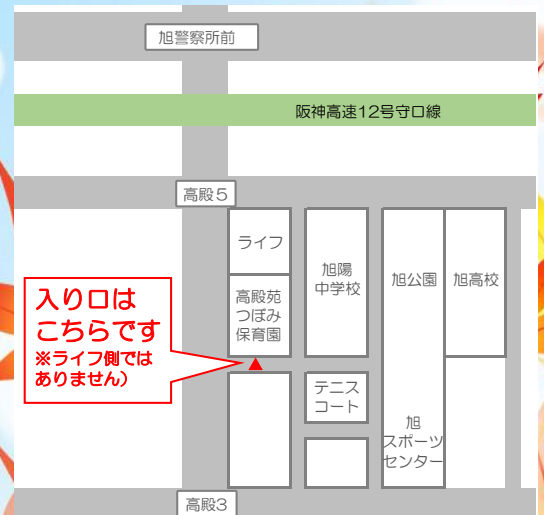 旭警察所前
阪神高速12号守口線
高殿5
ライフ
高殿苑
つぼみ
保育園
旭陽
中学校
旭公園
旭高校
入り口は
こちらです
※ライフ側では
ありません）
テニス
コート
旭
スポーツ
センター
高殿3